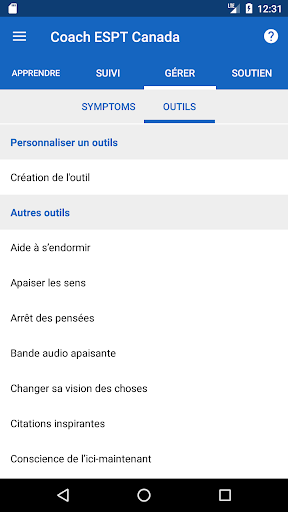 12:31
Coach ESPT Canada
APPRENDRE SUIVI GÉRER SOUTIEN
SYMPTOMS OUTILS
Personnaliser un outils
Création de l'outil
Autres outils
Aide à s'endormir
Apaiser les sens
Arrêt des pensées
Bande audio apaisante
Changer sa vision des choses
Citations inspirantes
Conscience de l'ici-maintenant